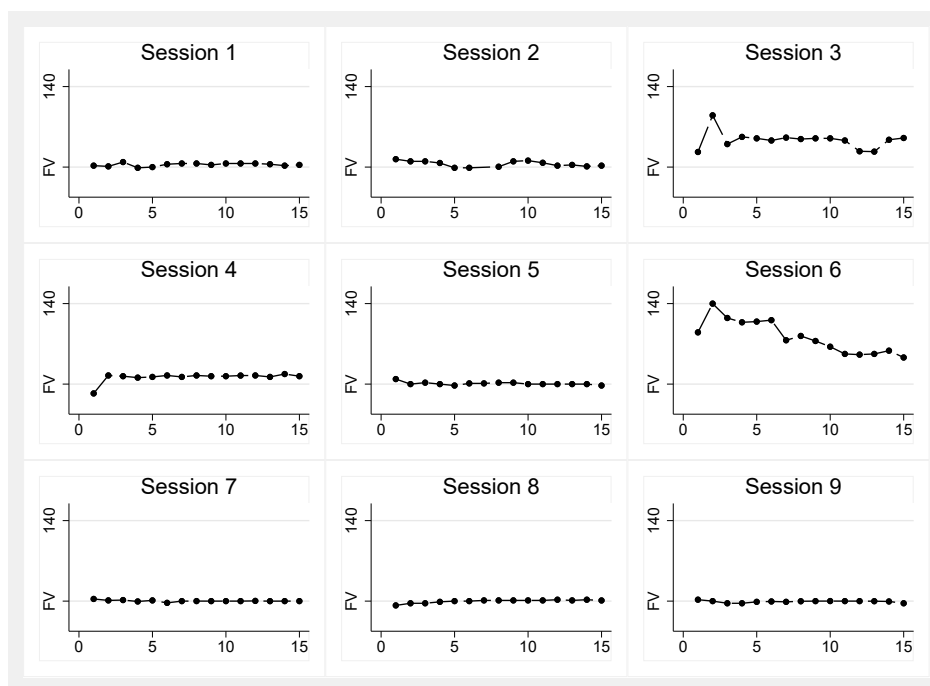 Session 1
140
FV
0 5 10 15
Session 2
140
FV
0 5 10 15
Session 3
140
FV
0 5 10 15
Session 4
140
FV
0 5 10 15
Session 5
140
FV
0 5 10 15
Session 6
140
FV
0 5 10 15
Session 7
140
FV
0 5 10 15
Session 8
140
FV
0 5 10 15
Session 9
140
FV
0 5 10 15